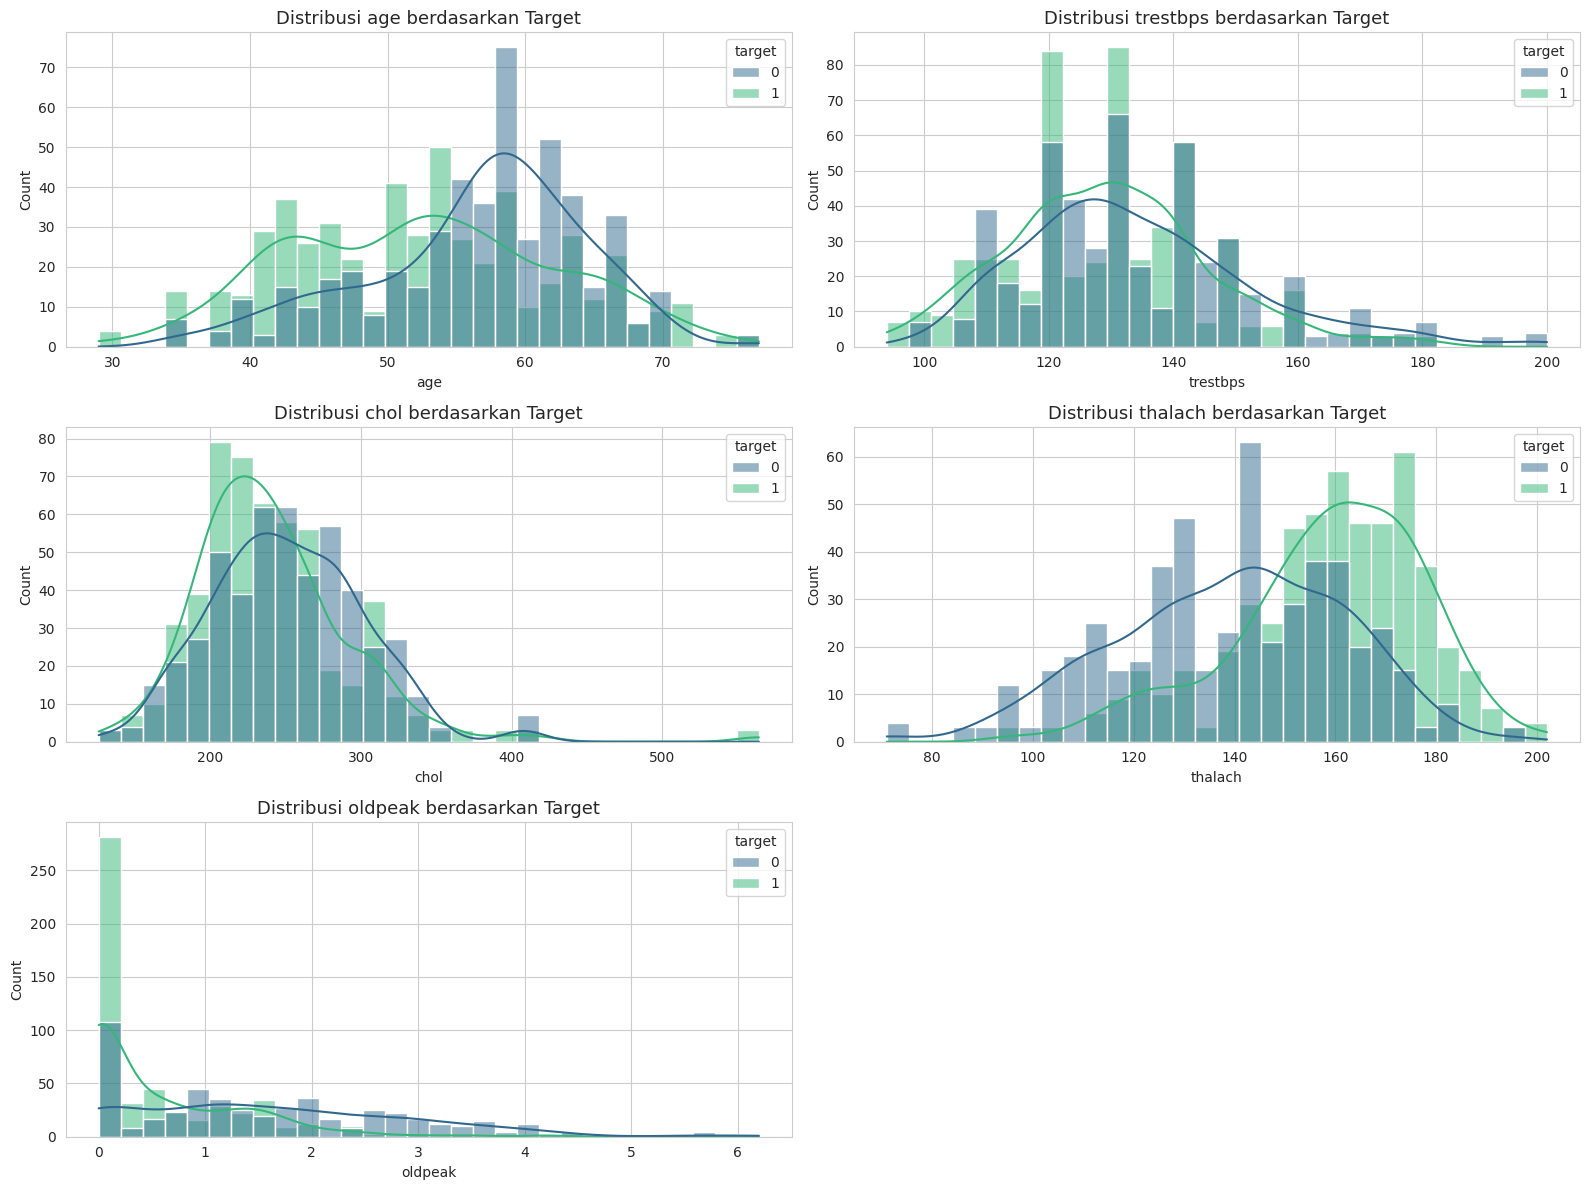 Distribusi age berdasarkan Target
70
60
50
40
30
20
10
0
Count
30 40 50 60 70
age
target
0
1
Distribusi trestbps berdasarkan Target
80
70
60
50
40
30
20
10
0
Count
100 120 140 160 180 200
trestbps
target
0
1
Distribusi chol berdasarkan Target
80
70
60
50
40
30
20
10
0
Count
200 300 400 500
chol
target
0
1
Distribusi thalach berdasarkan Target
60
50
40
30
20
10
0
Count
80 100 120 140 160 180 200
thalach
target
0
1
Distribusi oldpeak berdasarkan Target
250
200
150
100
50
0
Count
0 1 2 3 4 5 6
oldpeak
target
0
1